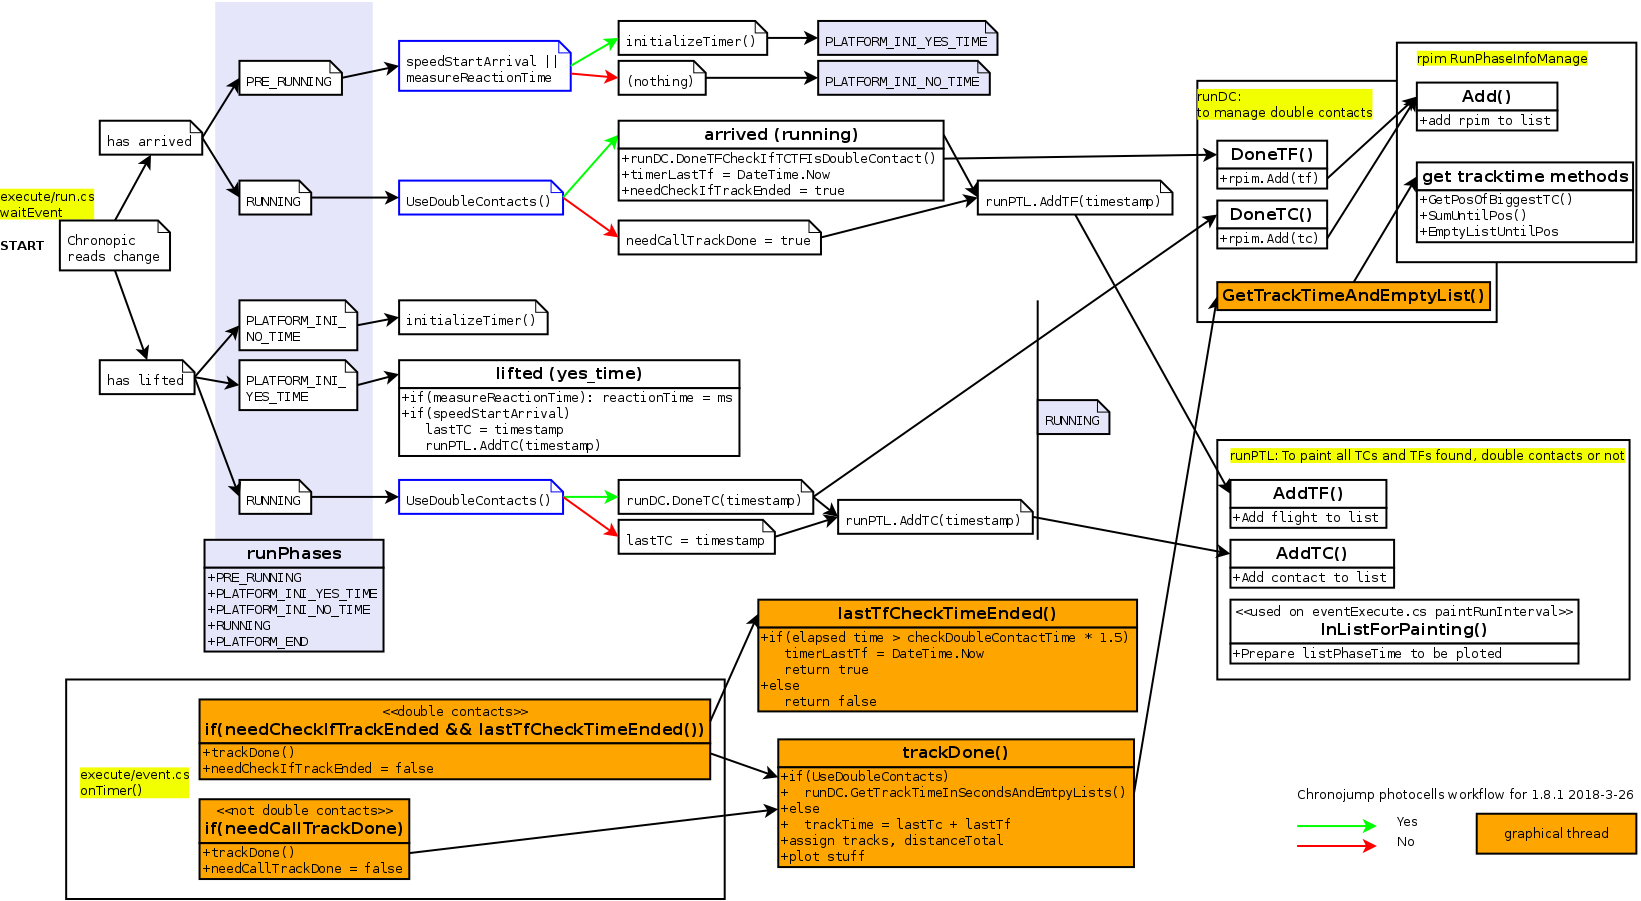 execute/run.cs
waitEvent
START
Chronopic
reads change
has arrived
PRE_RUNNING
speedStartArrival ||
measureReactionTime
initializeTimer()
PLATFORM_INI_YES_TIME
(nothing)
PLATFORM_INI_NO_TIME
RUNNING
UseDoubleContacts()
arrived (running)
+runDC.DoneTFCheckIfTCTFIsDoubleContact()
+timerLastTf = DateTime.Now
+needCheckIfTrackEnded = true
needCallTrackDone = true
runPTL.AddTF(timestamp)
has lifted
PLATFORM_INI_
NO_TIME
initializeTimer()
PLATFORM_INI_
YES_TIME
lifted (yes_time)
+if(measureReactionTime): reactionTime = ms
+if(speedStartArrival)
lastTC = timestamp
runPTL.AddTC(timestamp)
RUNNING
UseDoubleContacts()
runDC.DoneTC(timestamp)
lastTC = timestamp
runPTL.AddTC(timestamp)
RUNNING
runDC:
to manage double contacts
DoneTF()
+rpim.Add(tf)
DoneTC()
+rpim.Add(tc)
GetTrackTimeAndEmptyList()
rpim RunPhaseInfoManage
Add()
+add rpim to list
get tracktime methods
+GetPosOfBiggestTC()
+SumUntilPos()
+EmptyListUntilPos
runPTL: To paint all TCs and TFs found, double contacts or not
AddTF()
+Add flight to list
AddTC()
+Add contact to list
<<used on eventExecute.cs paintRunInterval>>
InListForPainting()
+Prepare listPhaseTime to be ploted
runPhases
+PRE_RUNNING
+PLATFORM_INI_YES_TIME
+PLATFORM_INI_NO_TIME
+RUNNING
+PLATFORM_END
execute/event.cs
onTimer()
<<double contacts>>
if(needCheckIfTrackEnded && lastTfCheckTimeEnded())
+trackDone()
+needCheckIfTrackEnded = false
<<not double contacts>>
if(needCallTrackDone)
+trackDone()
+needCallTrackDone = false
lastTfCheckTimeEnded()
+if(elapsed time > checkDoubleContactTime * 1.5)
timerLastTf = DateTime.Now
return true
+else
return false
trackDone()
+if(UseDoubleContacts)
+  runDC.GetTrackTimeInSecondsAndEmtpyLists()
+else
+  trackTime = lastTc + lastTf
+assign tracks, distanceTotal
+plot stuff
Chronojump photocells workflow for 1.8.1 2018-3-26
Yes
No
graphical thread